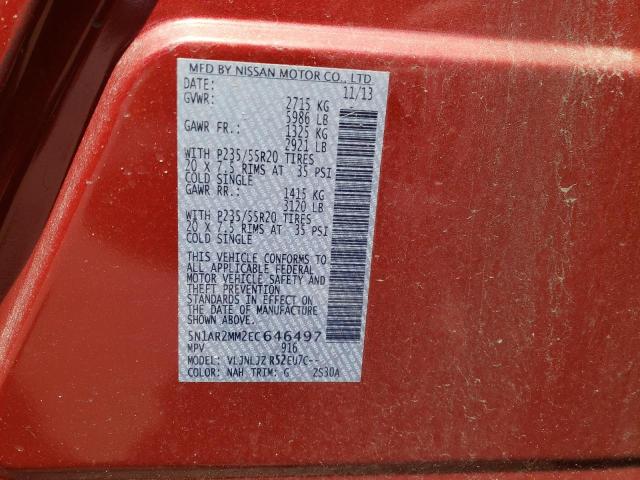 MFD BY NISSAN MOTOR CO., LTD
DATE: 11/13
GVWR: 2715 KG
5986 LB
GAWR FR.: 1325 KG
2921 LB
WITH P235/55R20 TIRES
20 X 7.5 RIMS AT 35 PSI
COLD SINGLE
GAWR RR.: 1415 KG
3120 LB
WITH P235/55R20 TIRES
20 X 7.5 RIMS AT 35 PSI
COLD SINGLE
THIS VEHICLE CONFORMS TO
ALL APPLICABLE FEDERAL
MOTOR VEHICLE SAFETY AND
THEFT PREVENTION
STANDARDS IN EFFECT ON
THE DATE OF MANUFACTURE
SHOWN ABOVE.
5N1AR2MM2EC646497
MPV 916
MODEL: VLJNLJZ R52EU7C--
COLOR: NAH TRIM: G 2S30A